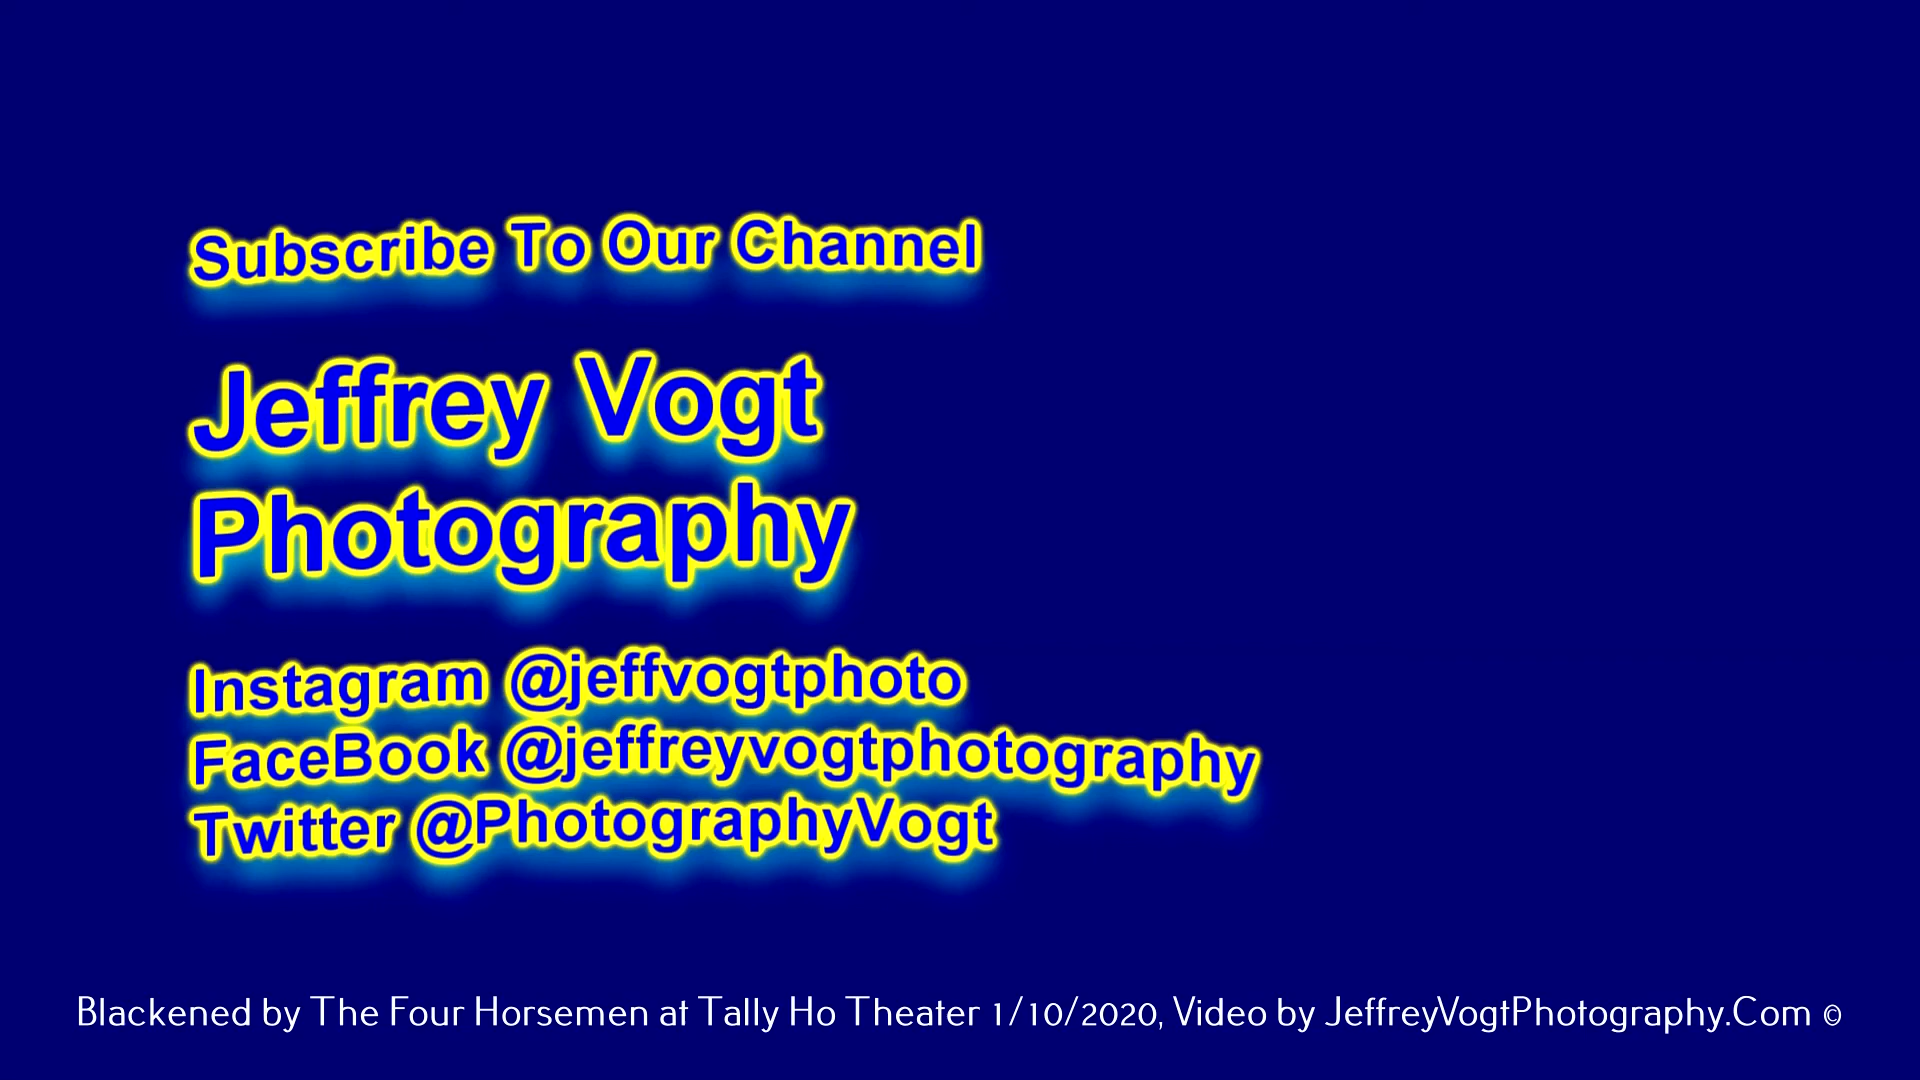 Subscribe To Our Channel
Jeffrey Vogt
Photography
Instagram @jeffvogtphoto
FaceBook @jeffreyvogtphotography
Twitter @PhotographyVogt
Blackened by The Four Horsemen at Tally Ho Theater 1/10/2020, Video by JeffreyVogtPhotography.Com ©